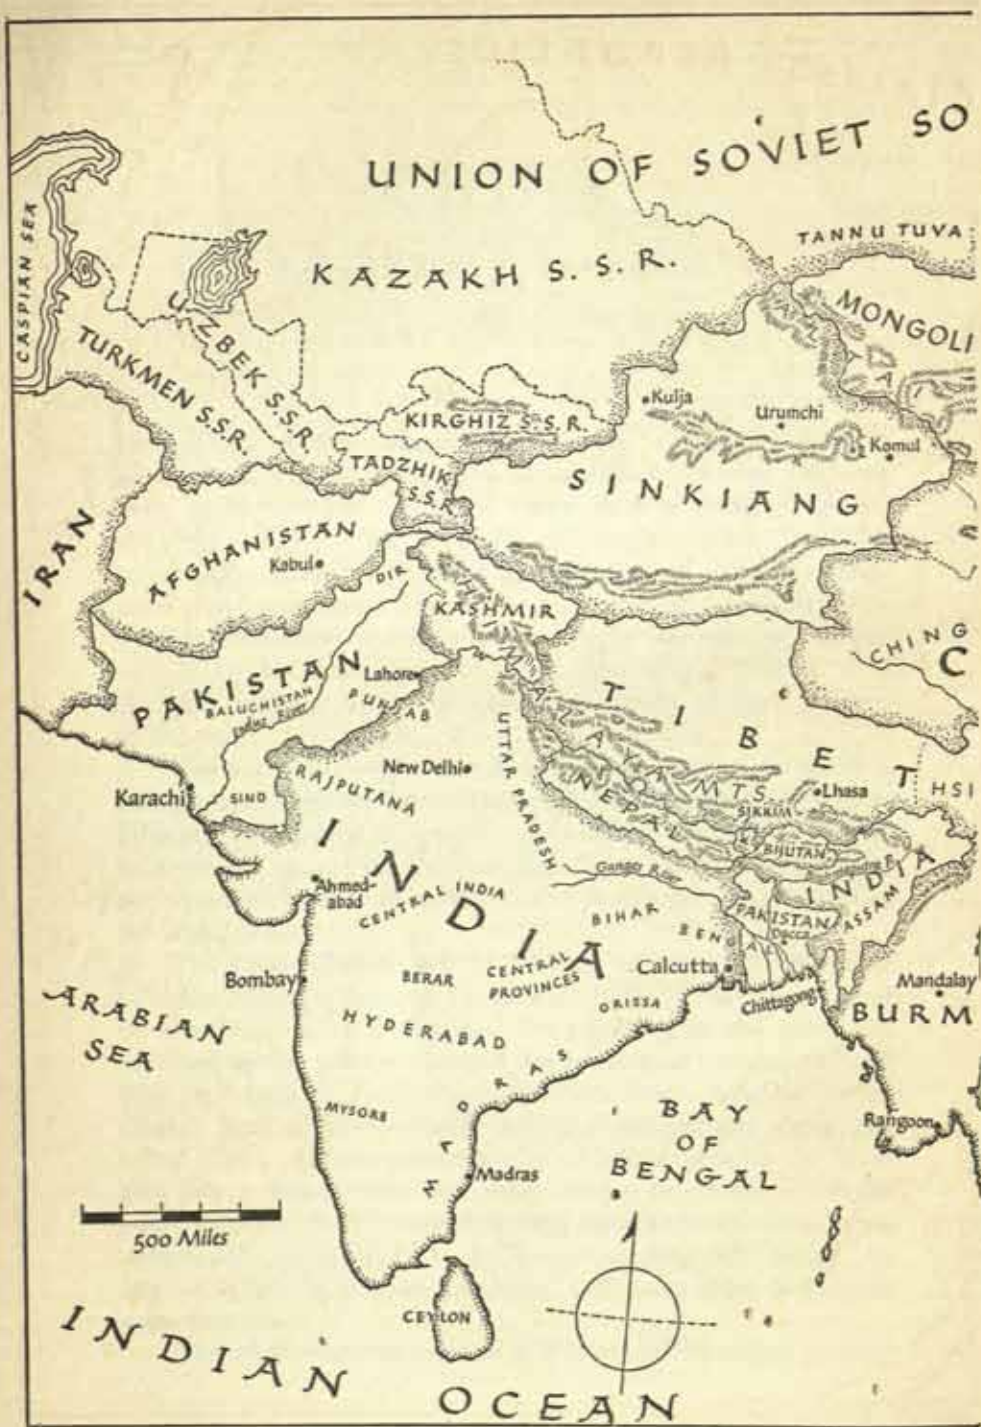 UNION OF SOVIET SO
CASPIAN SEA
KAZAKH S. S. R.
TANNU TUVA
MONGOLI
UZBEK S.S.R.
TURKMEN S.S.R.
KIRGHIZ S.S.R.
TADZHIK
S.S.R.
Kulja
Urumchi
Komul
ALTAI
SINKIANG
IRAN
AFGHANISTAN
Kabul
DIR
KASHMIR
CHING
C
PAKISTAN
BALUCHISTAN
Indus River
Lahore
PUNJAB
TIBET
HIMALAYA MTS.
UTTAR PRADESH
New Delhi
RAJPUTANA
Karachi
SIND
NEPAL
SIKKIM
Lhasa
HSI
BHUTAN
INDIA
Ganges River
INDIA
ASSAM
Ahmed-
abad
CENTRAL INDIA
BIHAR
BENGAL
PAKISTAN
Dacca
Bombay
BERAR
CENTRAL
PROVINCES
Calcutta
Chittagong
Mandalay
BURM
ORISSA
HYDERABAD
ARABIAN
SEA
MYSORE
MADRAS
Madras
BAY
OF
BENGAL
Rangoon
500 Miles
CEYLON
INDIAN OCEAN